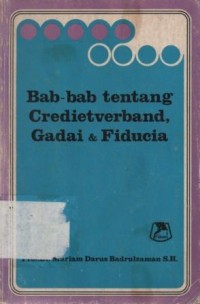 Bab-bab tentang
Credietverband,
Gadai & Fiducia
Mariam Darus Badrulzaman S.H.